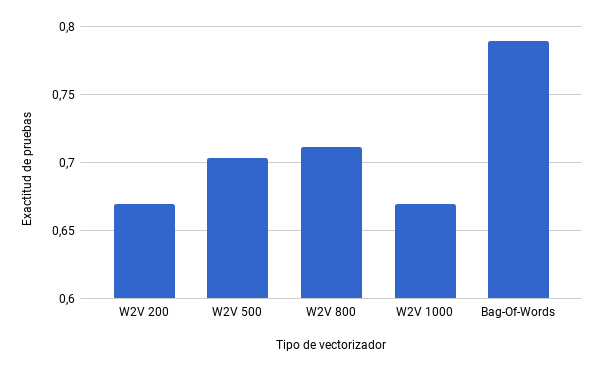 0,8
0,75
0,7
0,65
0,6
Exactitud de pruebas
W2V 200
W2V 500
W2V 800
W2V 1000
Bag-Of-Words
Tipo de vectorizador